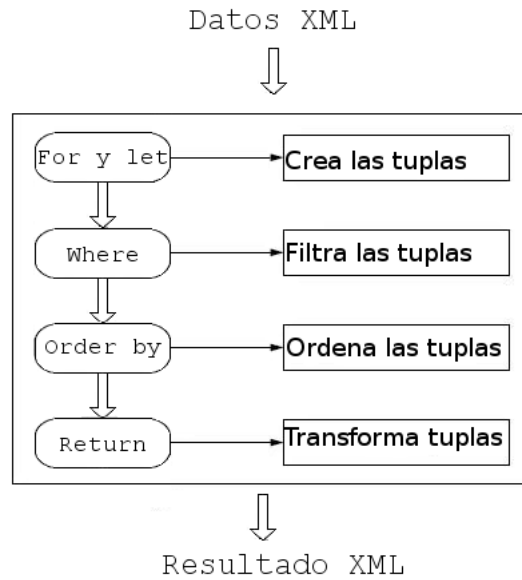 Datos XML
For y let
Crea las tuplas
Where
Filtra las tuplas
Order by
Ordena las tuplas
Return
Transforma tuplas
Resultado XML